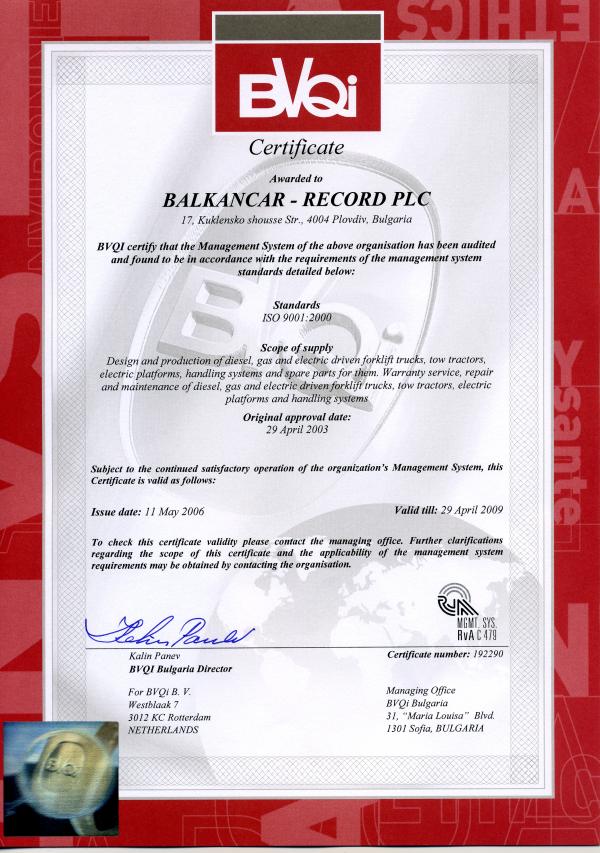 ETHICS
BVQi
Certificate
Awarded to
BALKANCAR - RECORD PLC
17, Kuklensko shousse Str., 4004 Plovdiv, Bulgaria
BVQI certify that the Management System of the above organisation has been audited
and found to be in accordance with the requirements of the management system
standards detailed below:
Standards
ISO 9001:2000
Scope of supply
Design and production of diesel, gas and electric driven forklift trucks, tow tractors,
electric platforms, handling systems and spare parts for them. Warranty service, repair
and maintenance of diesel, gas and electric driven forklift trucks, tow tractors, electric
platforms and handling systems
Original approval date:
29 April 2003
Subject to the continued satisfactory operation of the organization's Management System, this
Certificate is valid as follows:
Issue date: 11 May 2006 Valid till: 29 April 2009
To check this certificate validity please contact the managing office. Further clarifications
regarding the scope of this certificate and the applicability of the management system
requirements may be obtained by contacting the organisation.
MGMT. SYS.
RvA C 479
Kalin Panev
BVQI Bulgaria Director
Certificate number: 192290
For BVQi B. V.
Westblaak 7
3012 KC Rotterdam
NETHERLANDS
Managing Office
BVQi Bulgaria
31, "Maria Louisa" Blvd.
1301 Sofia, BULGARIA
BVQi